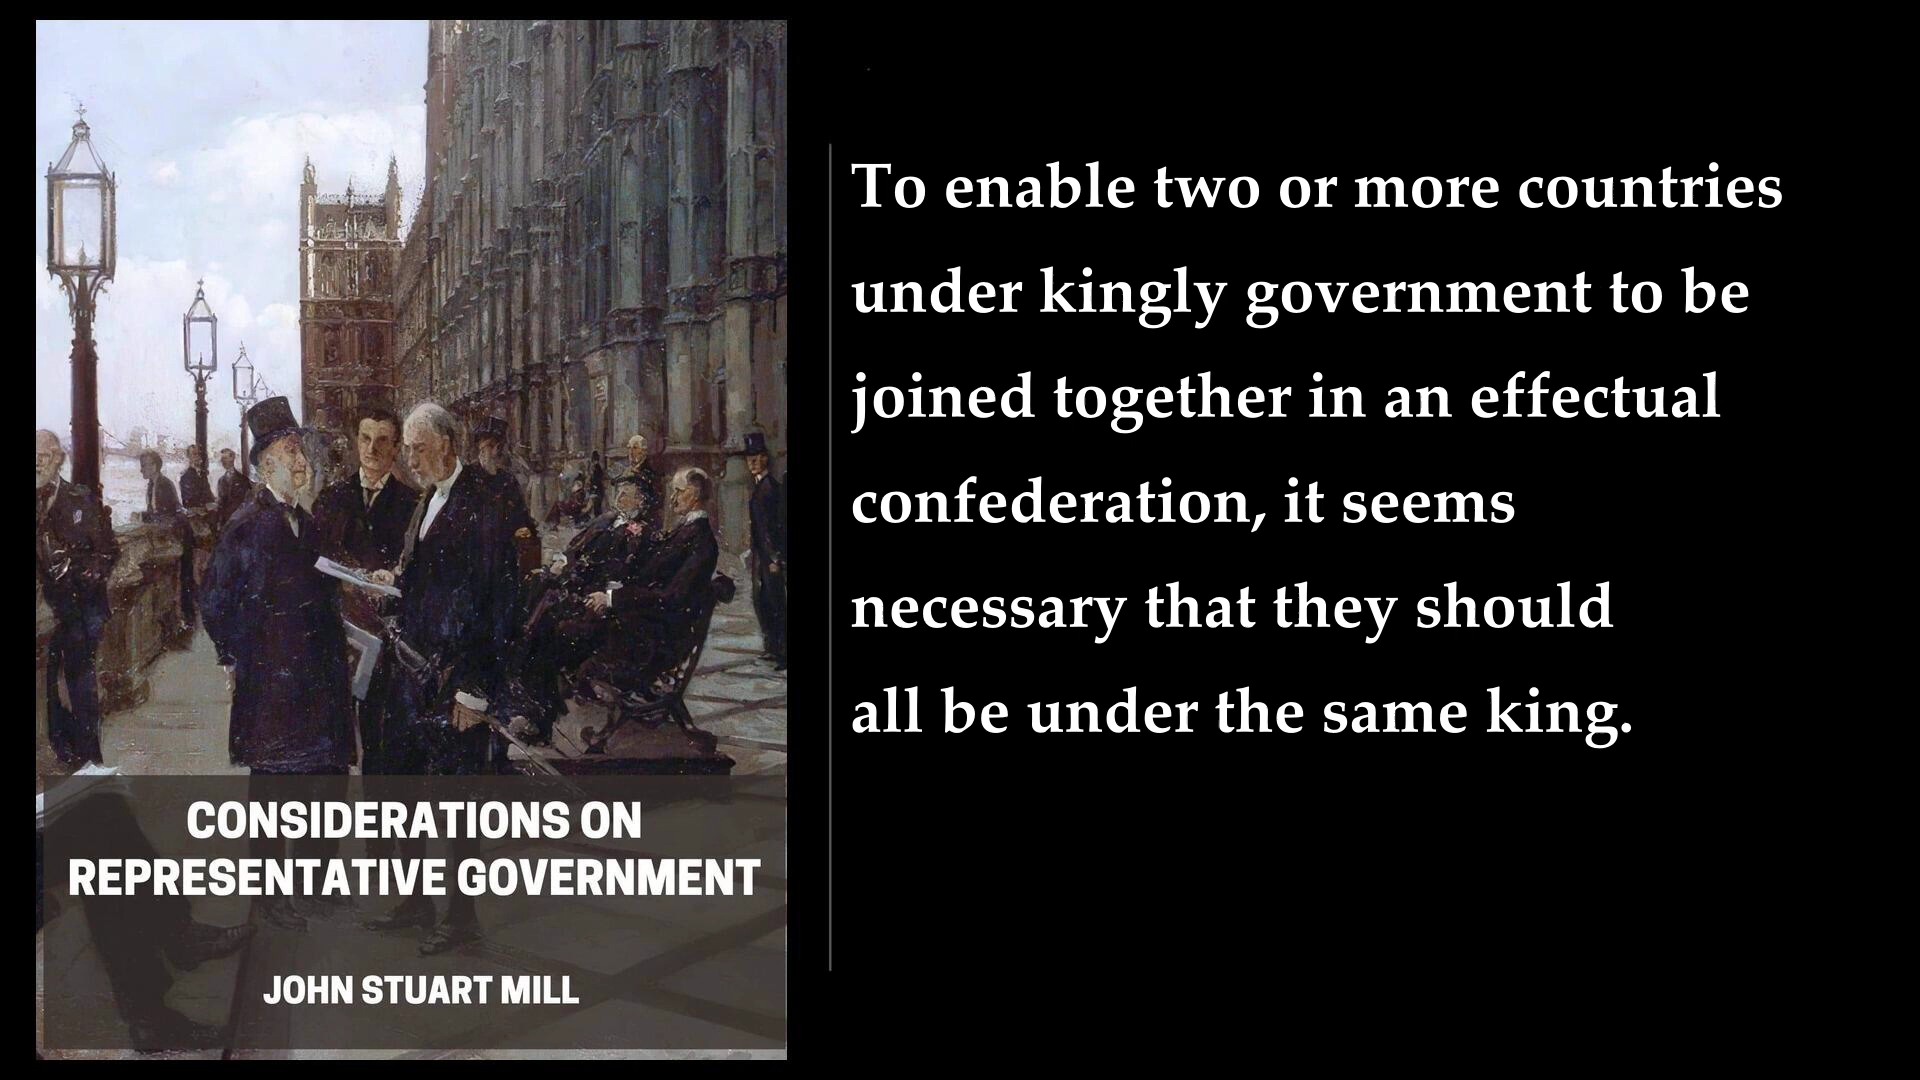 CONSIDERATIONS ON
REPRESENTATIVE GOVERNMENT
JOHN STUART MILL
To enable two or more countries
under kingly government to be
joined together in an effectual
confederation, it seems
necessary that they should
all be under the same king.